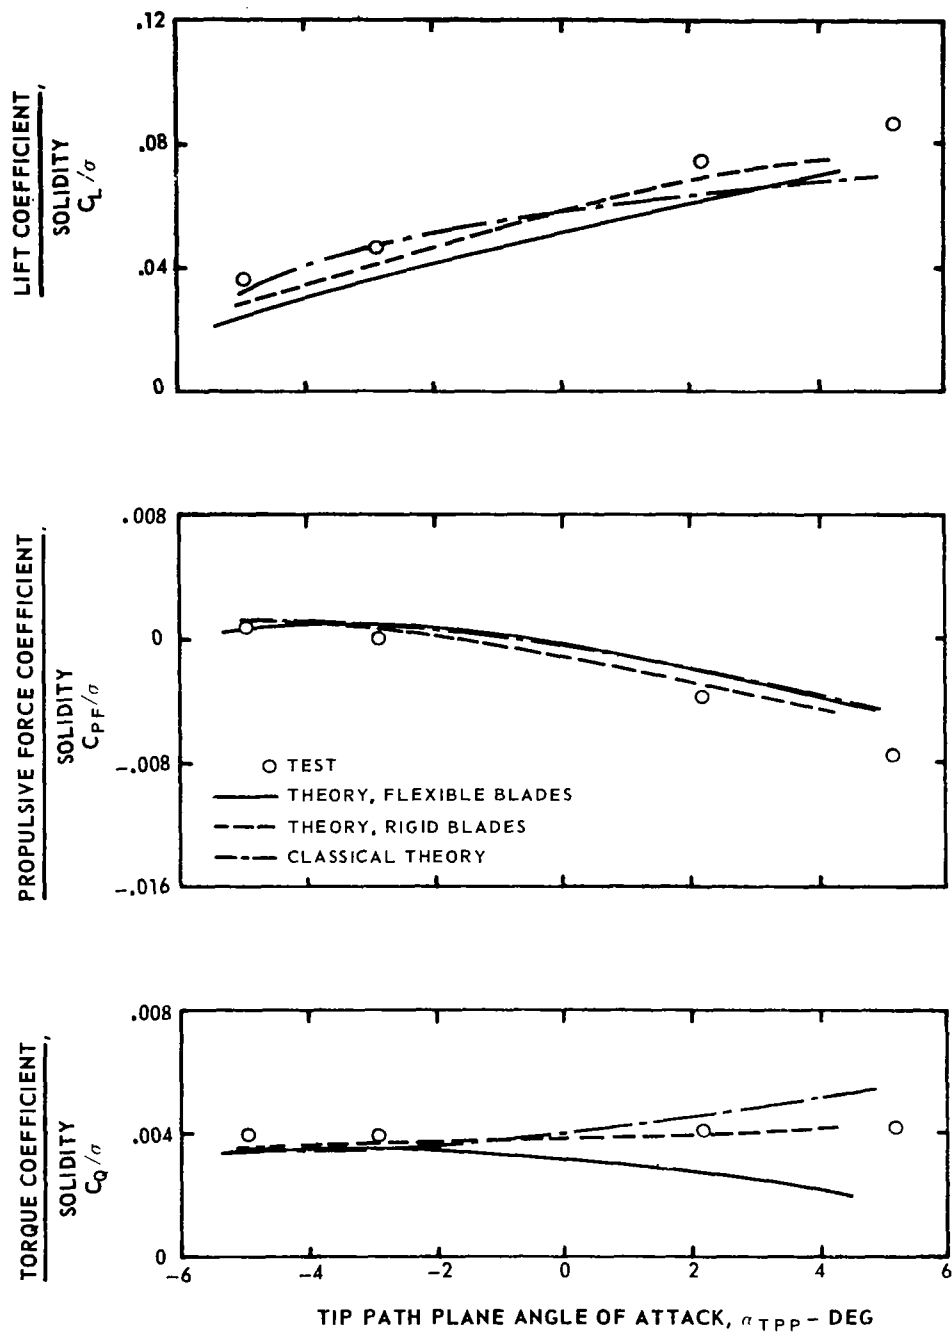 LIFT COEFFICIENT,
SOLIDITY
C_L/σ
.12
.08
.04
0
PROPULSIVE FORCE COEFFICIENT,
SOLIDITY
C_PF/σ
.008
0
-.008
-.016
TEST
THEORY, FLEXIBLE BLADES
THEORY, RIGID BLADES
CLASSICAL THEORY
TORQUE COEFFICIENT,
SOLIDITY
C_Q/σ
.008
.004
0
-6 -4 -2 0 2 4 6
TIP PATH PLANE ANGLE OF ATTACK, α_TPP - DEG